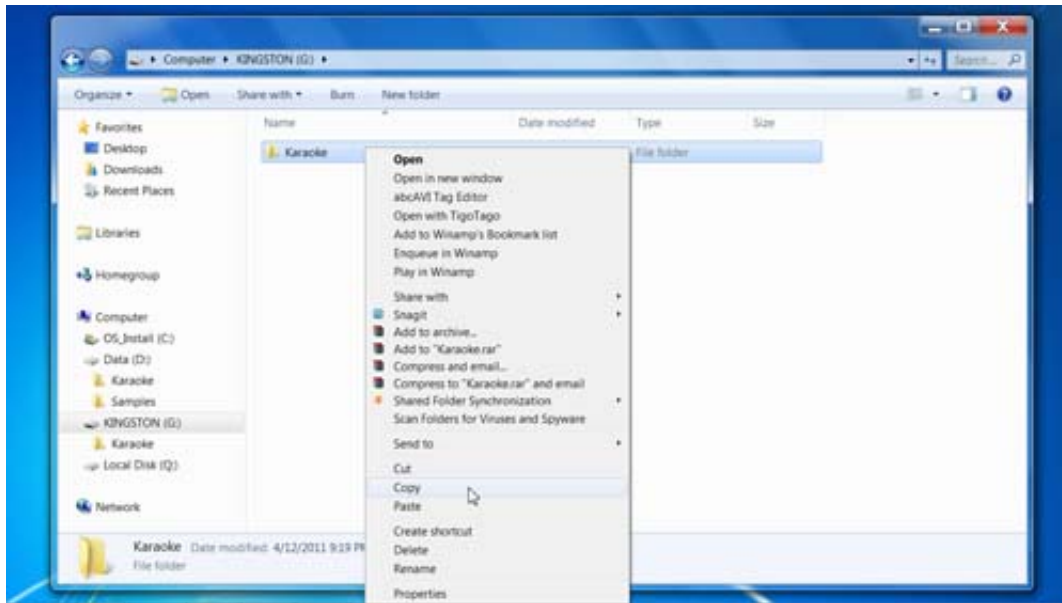 Computer KINGSTON (G:)
Search...
Organize Open Share with Burn New folder
Name Date modified Type Size
Favorites
Desktop
Downloads
Recent Places
Libraries
Homegroup
Computer
OS_Install (C:)
Data (D:)
Karaoke
Samples
KINGSTON (G:)
Karaoke
Local Disk (Q:)
Network
Karaoke File folder
Open
Open in new window
abcAVI Tag Editor
Open with TigoTago
Add to Winamp's Bookmark list
Enqueue in Winamp
Play in Winamp
Share with
Snagit
Add to archive...
Add to "Karaoke.rar"
Compress and email...
Compress to "Karaoke.rar" and email
Shared Folder Synchronization
Scan Folders for Viruses and Spyware
Send to
Cut
Copy
Paste
Create shortcut
Delete
Rename
Properties
Karaoke Date modified: 4/12/2011 9:19 PM
File folder